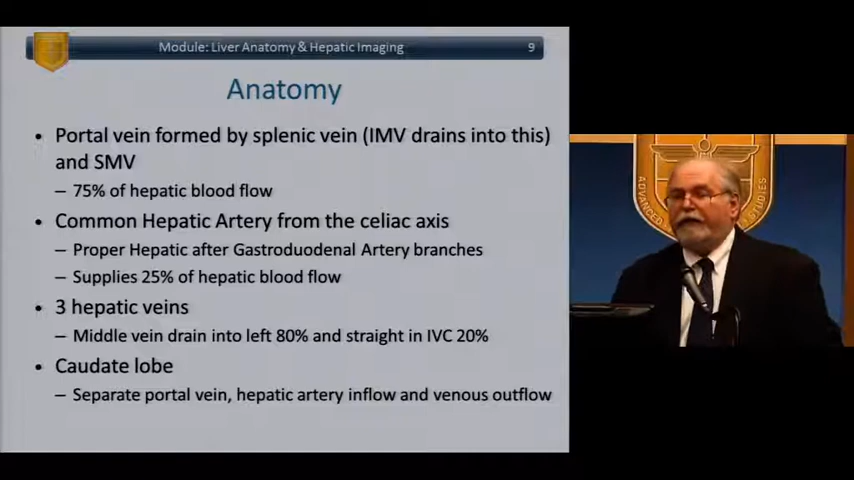 Module: Liver Anatomy & Hepatic Imaging 9
Anatomy
• Portal vein formed by splenic vein (IMV drains into this)
and SMV
– 75% of hepatic blood flow
• Common Hepatic Artery from the celiac axis
– Proper Hepatic after Gastroduodenal Artery branches
– Supplies 25% of hepatic blood flow
• 3 hepatic veins
– Middle vein drain into left 80% and straight in IVC 20%
• Caudate lobe
– Separate portal vein, hepatic artery inflow and venous outflow
ADVANCED
STUDIES